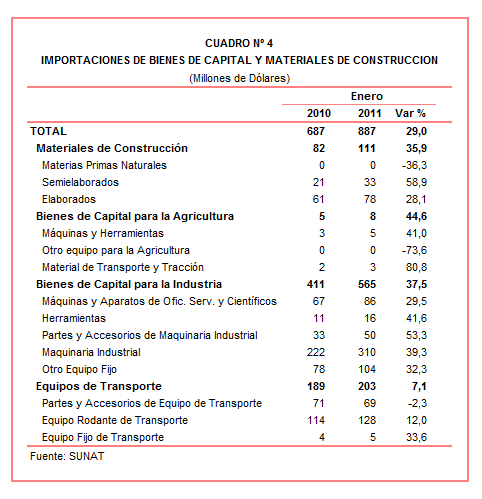 CUADRO Nº 4
IMPORTACIONES DE BIENES DE CAPITAL Y MATERIALES DE CONSTRUCCION
(Millones de Dólares)
Enero
2010 2011 Var %
TOTAL 687 887 29,0
Materiales de Construcción 82 111 35,9
Materias Primas Naturales 0 0 -36,3
Semielaborados 21 33 58,9
Elaborados 61 78 28,1
Bienes de Capital para la Agricultura 5 8 44,6
Máquinas y Herramientas 3 5 41,0
Otro equipo para la Agricultura 0 0 -73,6
Material de Transporte y Tracción 2 3 80,8
Bienes de Capital para la Industria 411 565 37,5
Máquinas y Aparatos de Ofic. Serv. y Científicos 67 86 29,5
Herramientas 11 16 41,6
Partes y Accesorios de Maquinaria Industrial 33 50 53,3
Maquinaria Industrial 222 310 39,3
Otro Equipo Fijo 78 104 32,3
Equipos de Transporte 189 203 7,1
Partes y Accesorios de Equipo de Transporte 71 69 -2,3
Equipo Rodante de Transporte 114 128 12,0
Equipo Fijo de Transporte 4 5 33,6
Fuente: SUNAT